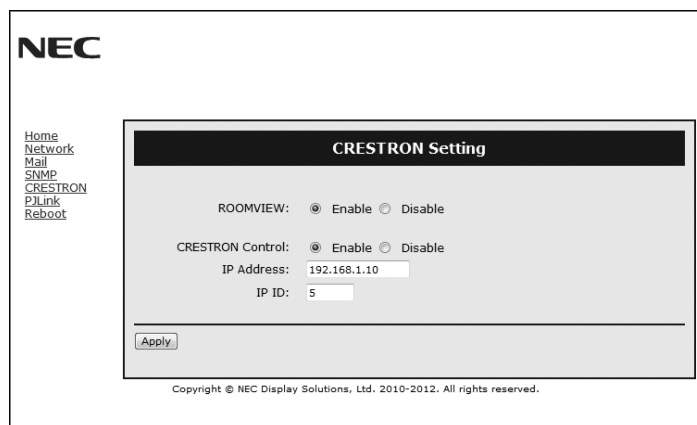 NEC
Home
Network
Mail
SNMP
CRESTRON
PJLink
Reboot
CRESTRON Setting
ROOMVIEW: Enable Disable
CRESTRON Control: Enable Disable
IP Address: 192.168.1.10
IP ID: 5
Apply
Copyright © NEC Display Solutions, Ltd. 2010-2012. All rights reserved.